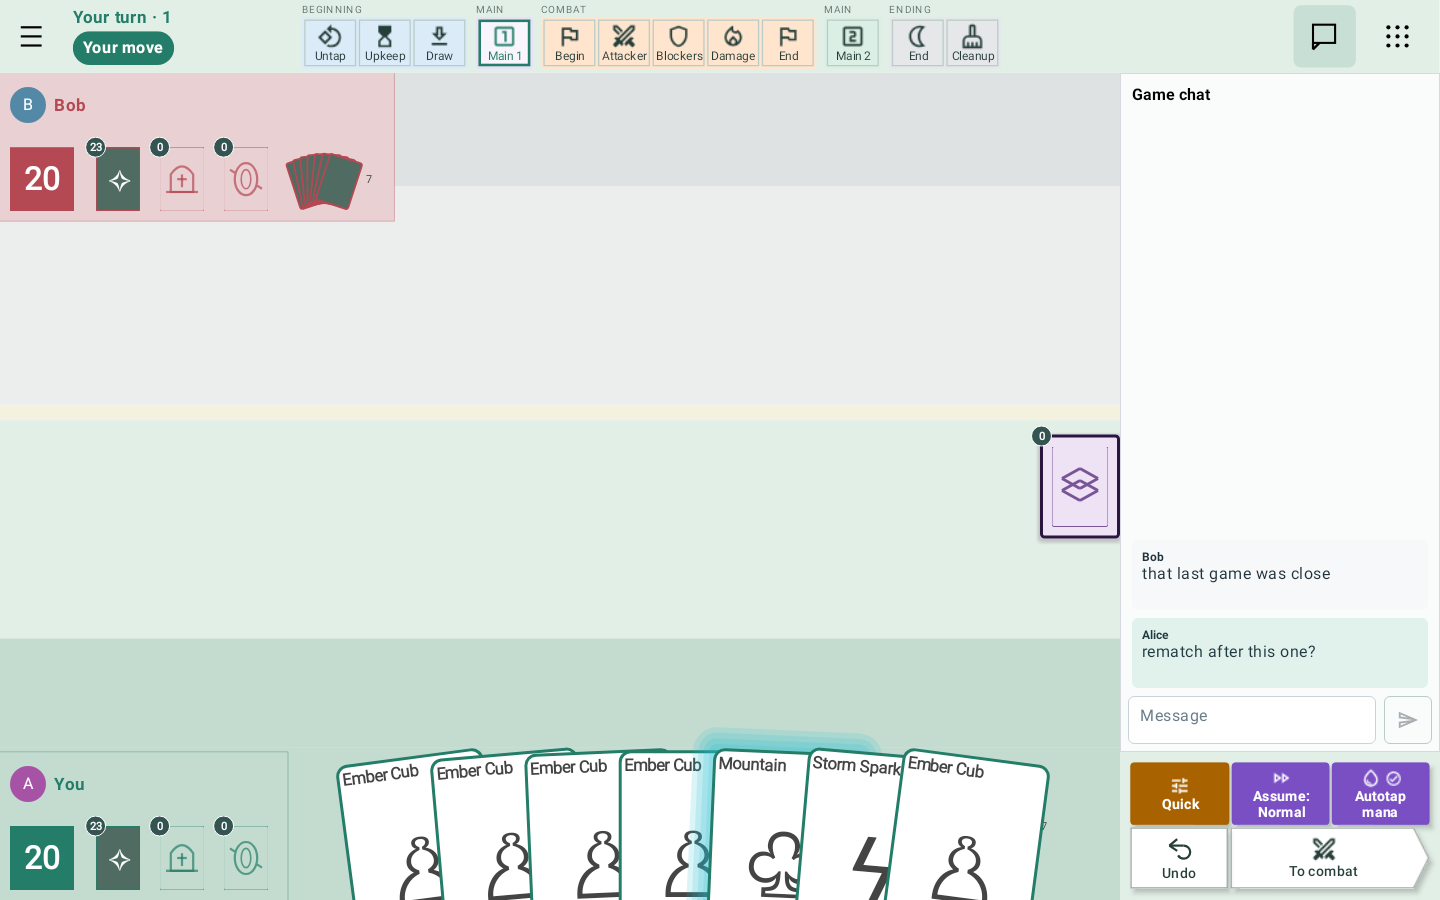 Your turn · 1
Your move
BEGINNING
Untap
Upkeep
Draw
MAIN
1
Main 1
COMBAT
Begin
Attacker
Blockers
Damage
End
MAIN
2
Main 2
ENDING
End
Cleanup
B
Bob
20
23
0
0
7
0
Game chat
Bob
that last game was close
Alice
rematch after this one?
Message
A
You
20
23
0
0
Ember Cub
Ember Cub
Ember Cub
Ember Cub
Mountain
Storm Spark
Ember Cub
7
Quick
Assume:
Normal
Autotap
mana
Undo
To combat